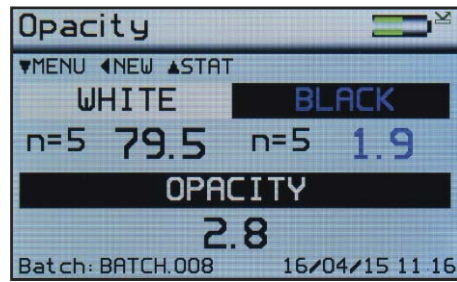 Opacity
▼MENU ◀NEW ▲STAT
WHITE BLACK
n=5 79.5 n=5 1.9
OPACITY
2.8
Batch: BATCH.008 16/04/15 11:16